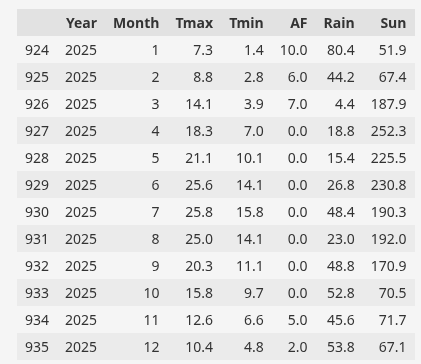 Year Month Tmax Tmin AF Rain Sun
924 2025 1 7.3 1.4 10.0 80.4 51.9
925 2025 2 8.8 2.8 6.0 44.2 67.4
926 2025 3 14.1 3.9 7.0 4.4 187.9
927 2025 4 18.3 7.0 0.0 18.8 252.3
928 2025 5 21.1 10.1 0.0 15.4 225.5
929 2025 6 25.6 14.1 0.0 26.8 230.8
930 2025 7 25.8 15.8 0.0 48.4 190.3
931 2025 8 25.0 14.1 0.0 23.0 192.0
932 2025 9 20.3 11.1 0.0 48.8 170.9
933 2025 10 15.8 9.7 0.0 52.8 70.5
934 2025 11 12.6 6.6 5.0 45.6 71.7
935 2025 12 10.4 4.8 2.0 53.8 67.1